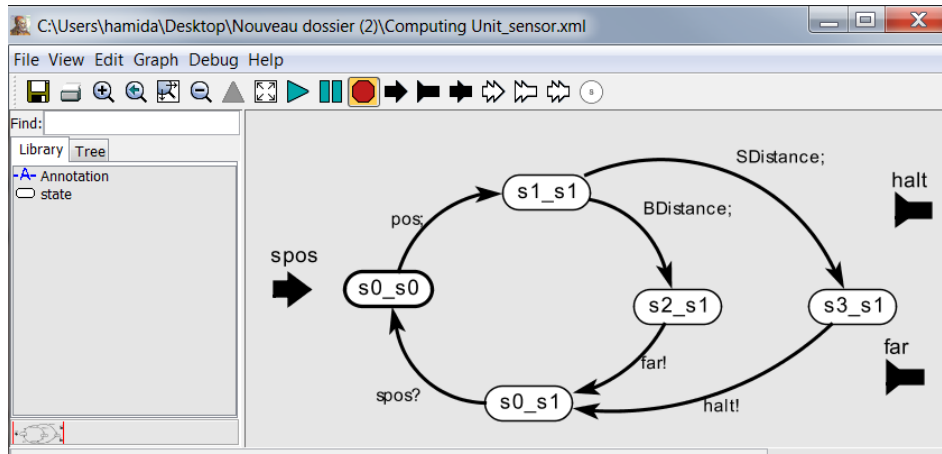 C:\Users\hamida\Desktop\Nouveau dossier (2)\Computing Unit_sensor.xml
File View Edit Graph Debug Help
Find:
Library Tree
-A- Annotation
state
SDistance;
halt
s1_s1
BDistance;
pos;
spos
s0_s0
s2_s1
s3_s1
far
far!
spos?
s0_s1
halt!